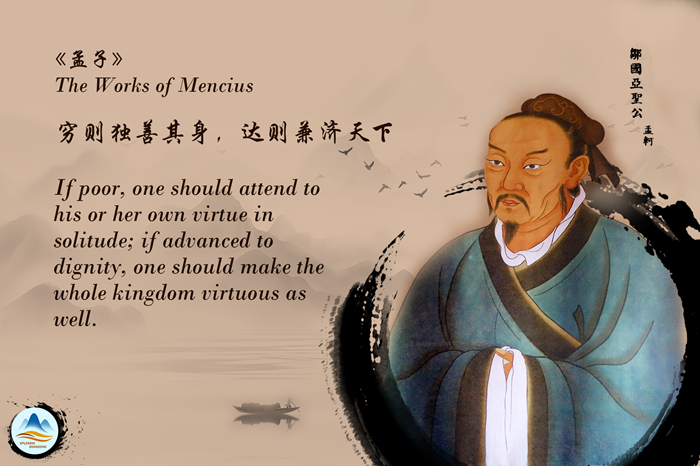 《孟子》
The Works of Mencius
穷则独善其身，达则兼济天下
If poor, one should attend to
his or her own virtue in
solitude; if advanced to
dignity, one should make the
whole kingdom virtuous as
well.
鄒國亞聖公
孟軻